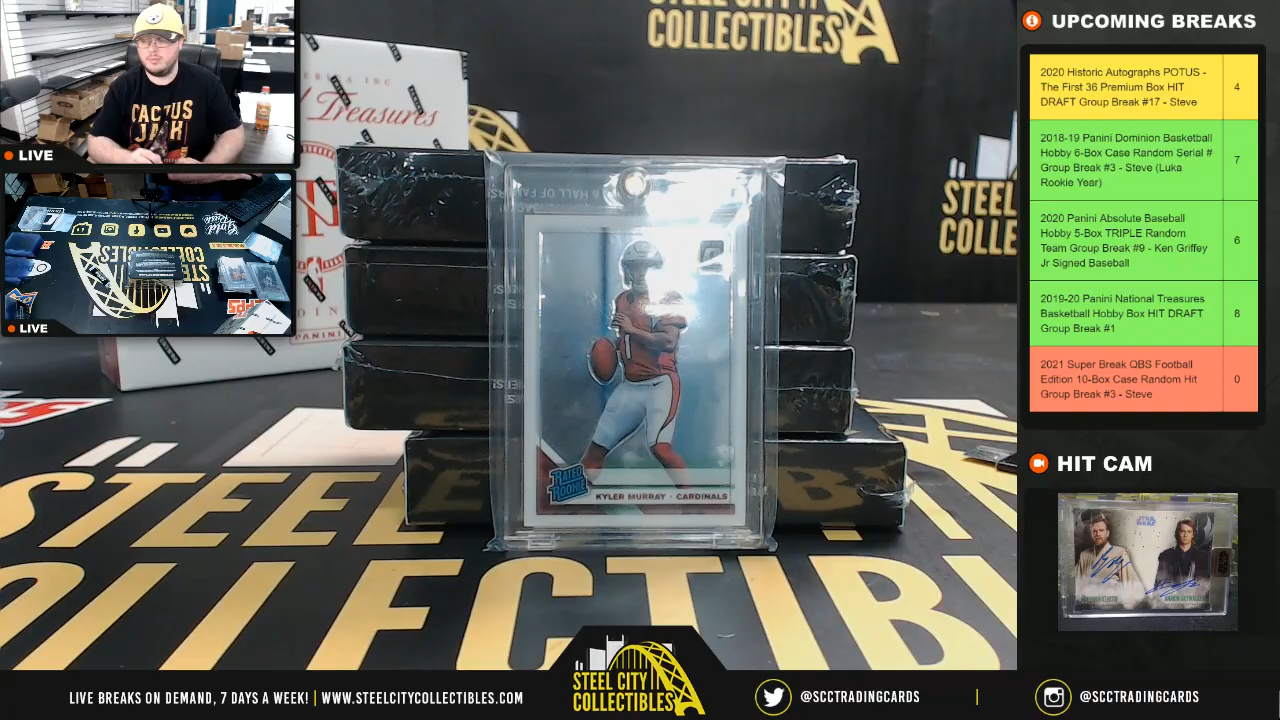 STEEL CITY
COLLECTIBLES
CACTUS
JACK
LIVE
LIVE
Treasures
PANINI
STEEL
COLLE
RATED
ROOKIE
KYLER MURRAY · CARDINALS
STEEL
UPCOMING BREAKS
2020 Historic Autographs POTUS -
The First 36 Premium Box HIT
DRAFT Group Break #17 - Steve
4
2018-19 Panini Dominion Basketball
Hobby 6-Box Case Random Serial #
Group Break #3 - Steve (Luka
Rookie Year)
7
2020 Panini Absolute Baseball
Hobby 5-Box TRIPLE Random
Team Group Break #9 - Ken Griffey
Jr Signed Baseball
6
2019-20 Panini National Treasures
Basketball Hobby Box HIT DRAFT
Group Break #1
8
2021 Super Break QBS Football
Edition 10-Box Case Random Hit
Group Break #3 - Steve
0
HIT CAM
STAR
WARS
LIVE BREAKS ON DEMAND, 7 DAYS A WEEK! | WWW.STEELCITYCOLLECTIBLES.COM
STEEL CITY
COLLECTIBLES
@SCCTRADINGCARDS
@SCCTRADINGCARDS